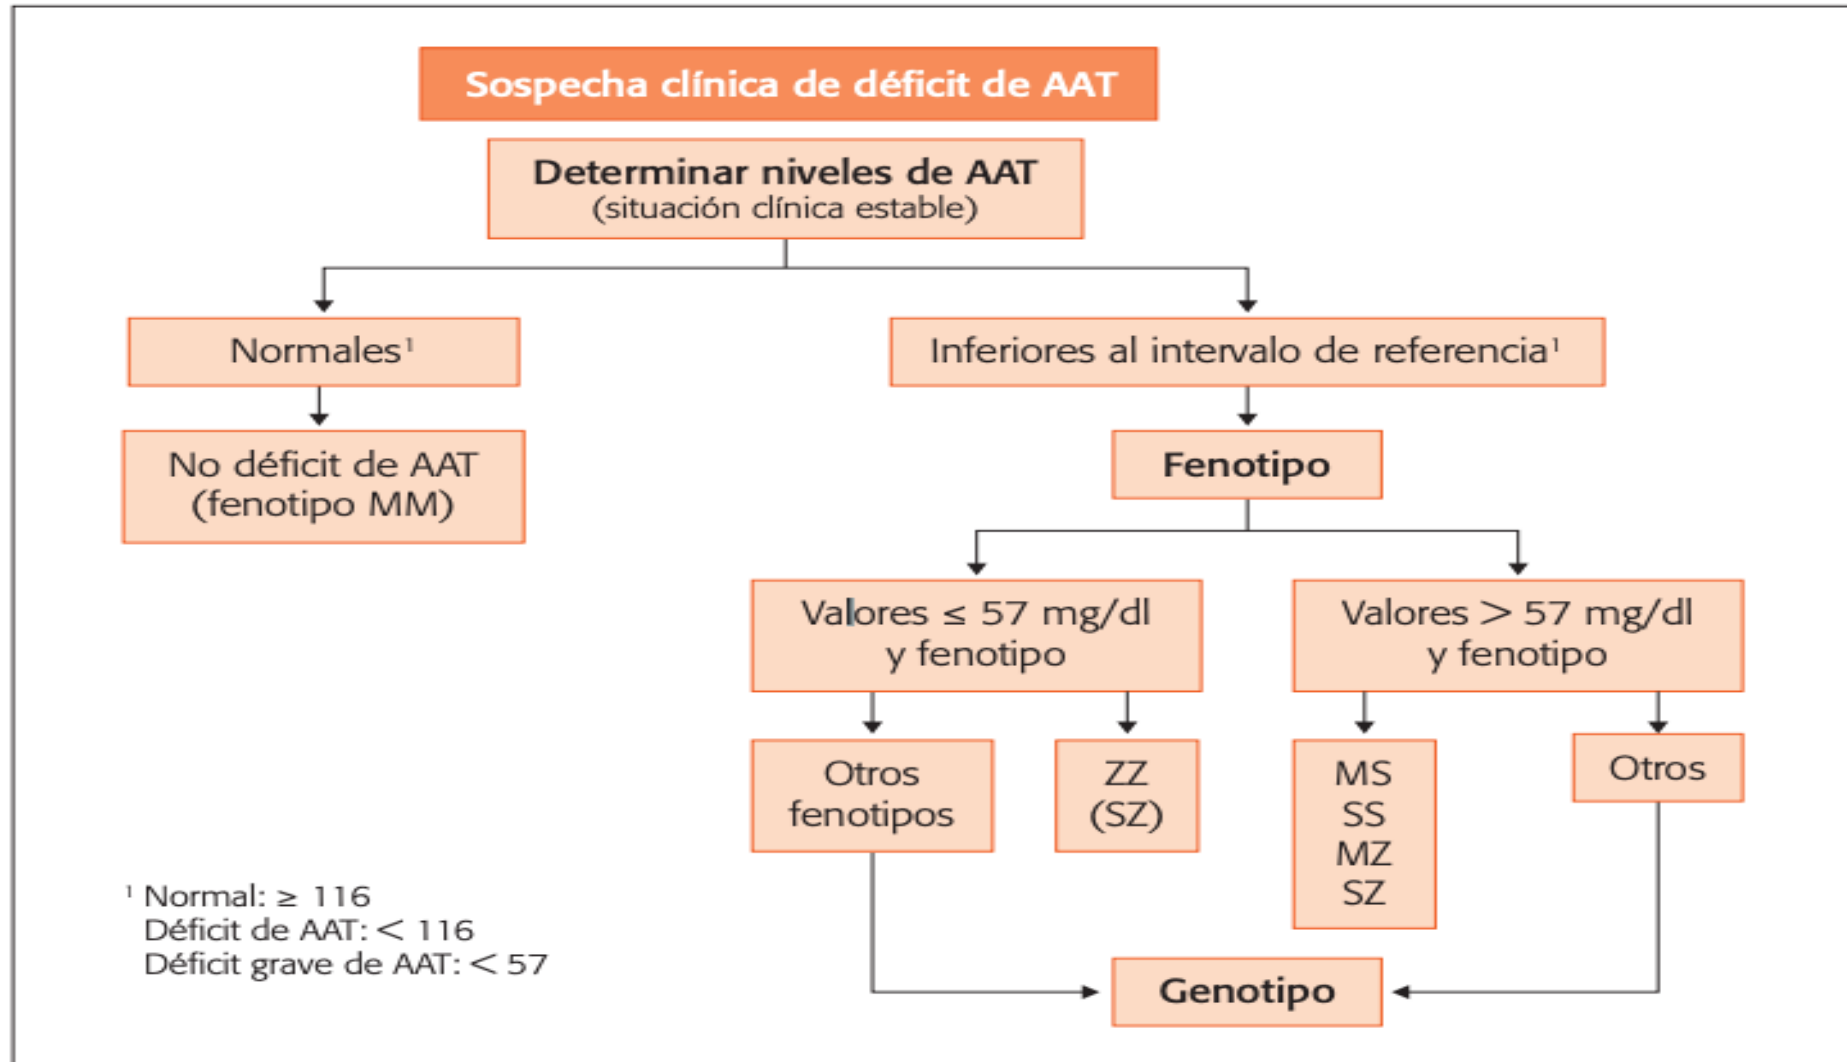 Sospecha clínica de déficit de AAT
Determinar niveles de AAT
(situación clínica estable)
Normales¹
Inferiores al intervalo de referencia¹
No déficit de AAT
(fenotipo MM)
Fenotipo
Valores ≤ 57 mg/dl
y fenotipo
Valores > 57 mg/dl
y fenotipo
Otros
fenotipos
ZZ
(SZ)
MS
SS
MZ
SZ
Otros
¹ Normal: ≥ 116
Déficit de AAT: < 116
Déficit grave de AAT: < 57
Genotipo